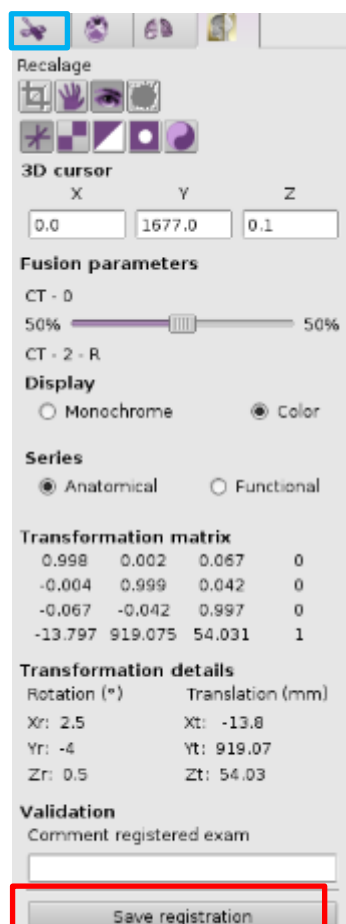 Recalage
3D cursor
X Y Z
0.0 1677.0 0.1
Fusion parameters
CT - 0
50% 50%
CT - 2 - R
Display
Monochrome Color
Series
Anatomical Functional
Transformation matrix
0.998 0.002 0.067 0
-0.004 0.999 0.042 0
-0.067 -0.042 0.997 0
-13.797 919.075 54.031 1
Transformation details
Rotation (°) Translation (mm)
Xr: 2.5 Xt: -13.8
Yr: -4 Yt: 919.07
Zr: 0.5 Zt: 54.03
Validation
Comment registered exam
Save registration